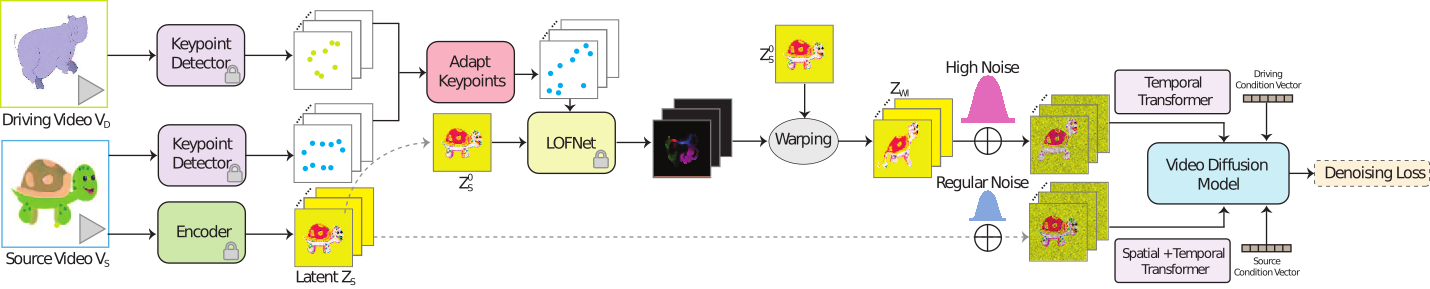 Driving Video V_D
Keypoint
Detector
Keypoint
Detector
Source Video V_S
Encoder
Latent Z_S
Adapt
Keypoints
Z_S^0
LOFNet
Z_S^0
Warping
Z_WI
High Noise
Regular Noise
Temporal
Transformer
Driving
Condition Vector
Video Diffusion
Model
Denoising Loss
Spatial + Temporal
Transformer
Source
Condition Vector